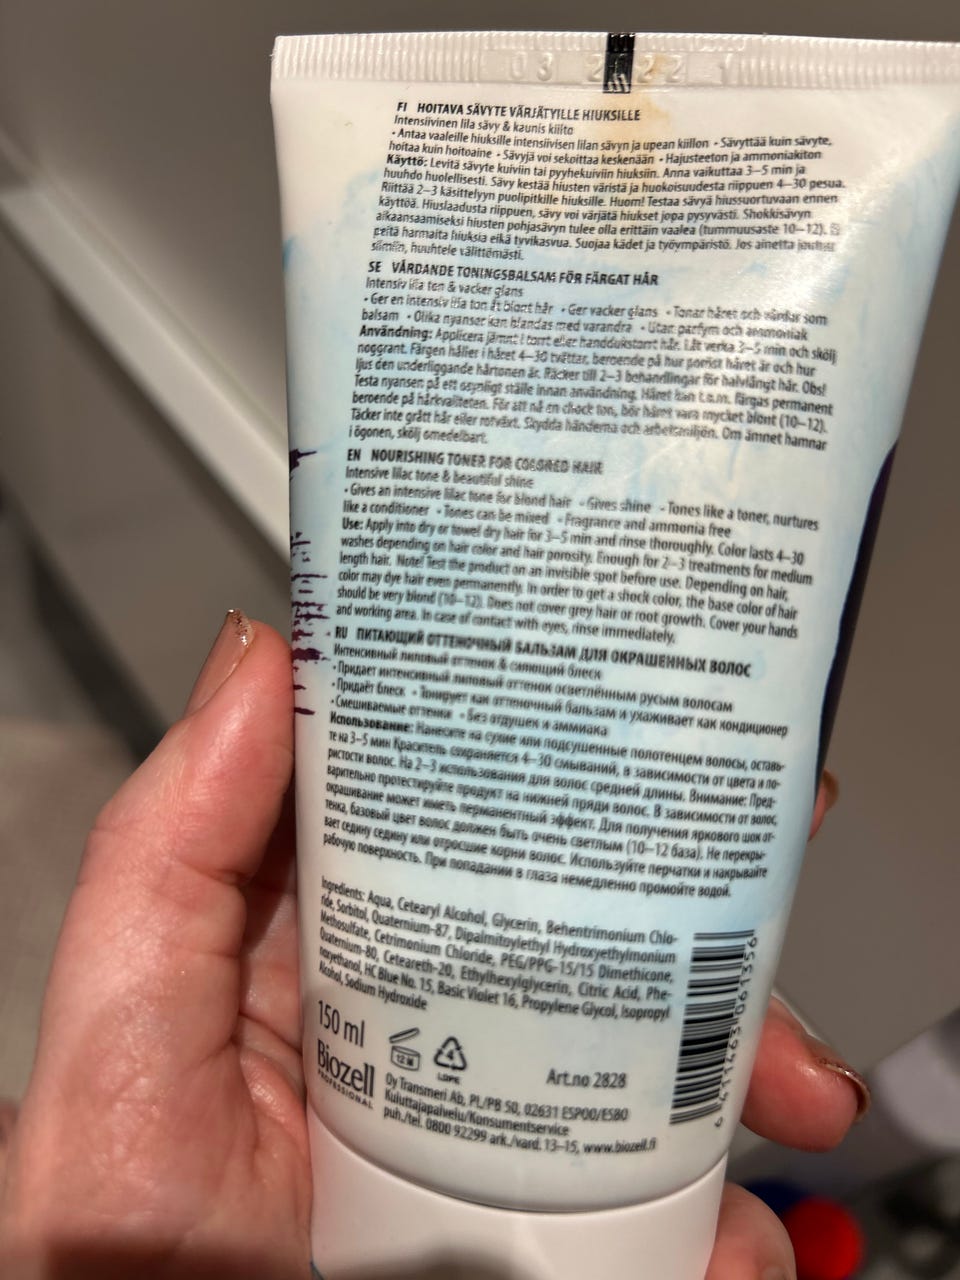 03 2022
FI HOITAVA SÄVYTE VÄRJÄTYILLE HIUKSILLE
Intensiivinen lila sävy & kaunis kiilto
• Antaa vaaleille hiuksille intensiivisen lilan sävyn ja upean kiillon • Sävyttää kuin sävyte,
hoitaa kuin hoitoaine • Sävyjä voi sekoittaa keskenään • Hajusteeton ja ammoniakiton
Käyttö: Levitä sävyte kuiviin tai pyyhekuiviin hiuksiin. Anna vaikuttaa 3–5 min ja
huuhdo huolellisesti. Sävy kestää hiusten väristä ja huokoisuudesta riippuen 4–30 pesua.
Riittää 2–3 käsittelyyn puolipitkille hiuksille. Huom! Testaa sävyä hiussuortuvaan ennen
käyttöä. Hiuslaadusta riippuen, sävy voi värjätä hiukset jopa pysyvästi. Shokkisävyn
aikaansaamiseksi hiusten pohjasävyn tulee olla erittäin vaalea (tummuusaste 10–12). Ei
peitä harmaita hiuksia eikä tyvikasvua. Suojaa kädet ja työympäristö. Jos ainetta joutuu
silmiin, huuhtele välittömästi.
SE VÅRDANDE TONINGSBALSAM FÖR FÄRGAT HÅR
Intensiv lila ton & vacker glans
• Ger en intensiv lila ton åt blont hår • Ger vacker glans • Tonar håret och vårdar som
balsam • Olika nyanser kan blandas med varandra • Utan parfym och ammoniak
Användning: Applicera jämnt i torrt eller handdukstorrt hår. Låt verka 3–5 min och skölj
noggrant. Färgen håller i håret 4–30 tvättar, beroende på hur poröst håret är och hur
ljus den underliggande hårtonen är. Räcker till 2–3 behandlingar för halvlångt hår. Obs!
Testa nyansen på ett osynligt ställe innan användning. Håret kan t.o.m. färgas permanent
beroende på hårkvaliteten. För att nå en chock ton, bör håret vara mycket blont (10–12).
Täcker inte grått hår eller rotväxt. Skydda händerna och arbetsmiljön. Om ämnet hamnar
i ögonen, skölj omedelbart.
EN NOURISHING TONER FOR COLORED HAIR
Intensive lilac tone & beautiful shine
• Gives an intensive lilac tone for blond hair • Gives shine • Tones like a toner, nurtures
like a conditioner • Tones can be mixed • Fragrance and ammonia free
Use: Apply into dry or towel dry hair for 3–5 min and rinse thoroughly. Color lasts 4–30
washes depending on hair color and hair porosity. Enough for 2–3 treatments for medium
length hair. Note! Test the product on an invisible spot before use. Depending on hair,
color may dye hair even permanently. In order to get a shock color, the base color of hair
should be very blond (10–12). Does not cover grey hair or root growth. Cover your hands
and working area. In case of contact with eyes, rinse immediately.
RU ПИТАЮЩИЙ ОТТЕНОЧНЫЙ БАЛЬЗАМ ДЛЯ ОКРАШЕННЫХ ВОЛОС
Интенсивный лиловый оттенок & сияющий блеск
• Придает интенсивный лиловый оттенок осветлённым русым волосам
• Придаёт блеск • Тонирует как оттеночный бальзам и ухаживает как кондиционер
• Смешиваемые оттенки • Без отдушек и аммиака
Использование: Нанесите на сухие или подсушенные полотенцем волосы, оставь-
те на 3–5 мин Краситель сохраняется 4–30 смываний, в зависимости от цвета и по-
ристости волос. На 2–3 использования для волос средней длины. Внимание: Пред-
варительно протестируйте продукт на нижней пряди волос. В зависимости от волос,
окрашивание может иметь перманентный эффект. Для получения яркового шок от-
тенка, базовый цвет волос должен быть очень светлым (10–12 база). Не перекры-
вает седину седину или отросшие корни волос. Используйте перчатки и накрывайте
рабочую поверхность. При попадании в глаза немедленно промойте водой.
Ingredients: Aqua, Cetearyl Alcohol, Glycerin, Behentrimonium Chlo-
ride, Sorbitol, Quaternium-87, Dipalmitoylethyl Hydroxyethylmonium
Methosulfate, Cetrimonium Chloride, PEG/PPG-15/15 Dimethicone,
Quaternium-80, Ceteareth-20, Ethylhexylglycerin, Citric Acid, Phe-
noxyethanol, HC Blue No. 15, Basic Violet 16, Propylene Glycol, Isopropyl
Alcohol, Sodium Hydroxide
150 ml
12 M
4
LDPE
Art.no 2828
Biozell
PROFESSIONAL
Oy Transmeri Ab, PL/PB 50, 02631 ESPOO/ESBO
Kuluttajapalvelu/Konsumentservice
puh./tel. 0800 92299 ark./vard. 13–15, www.biozell.fi
6 411465 061356